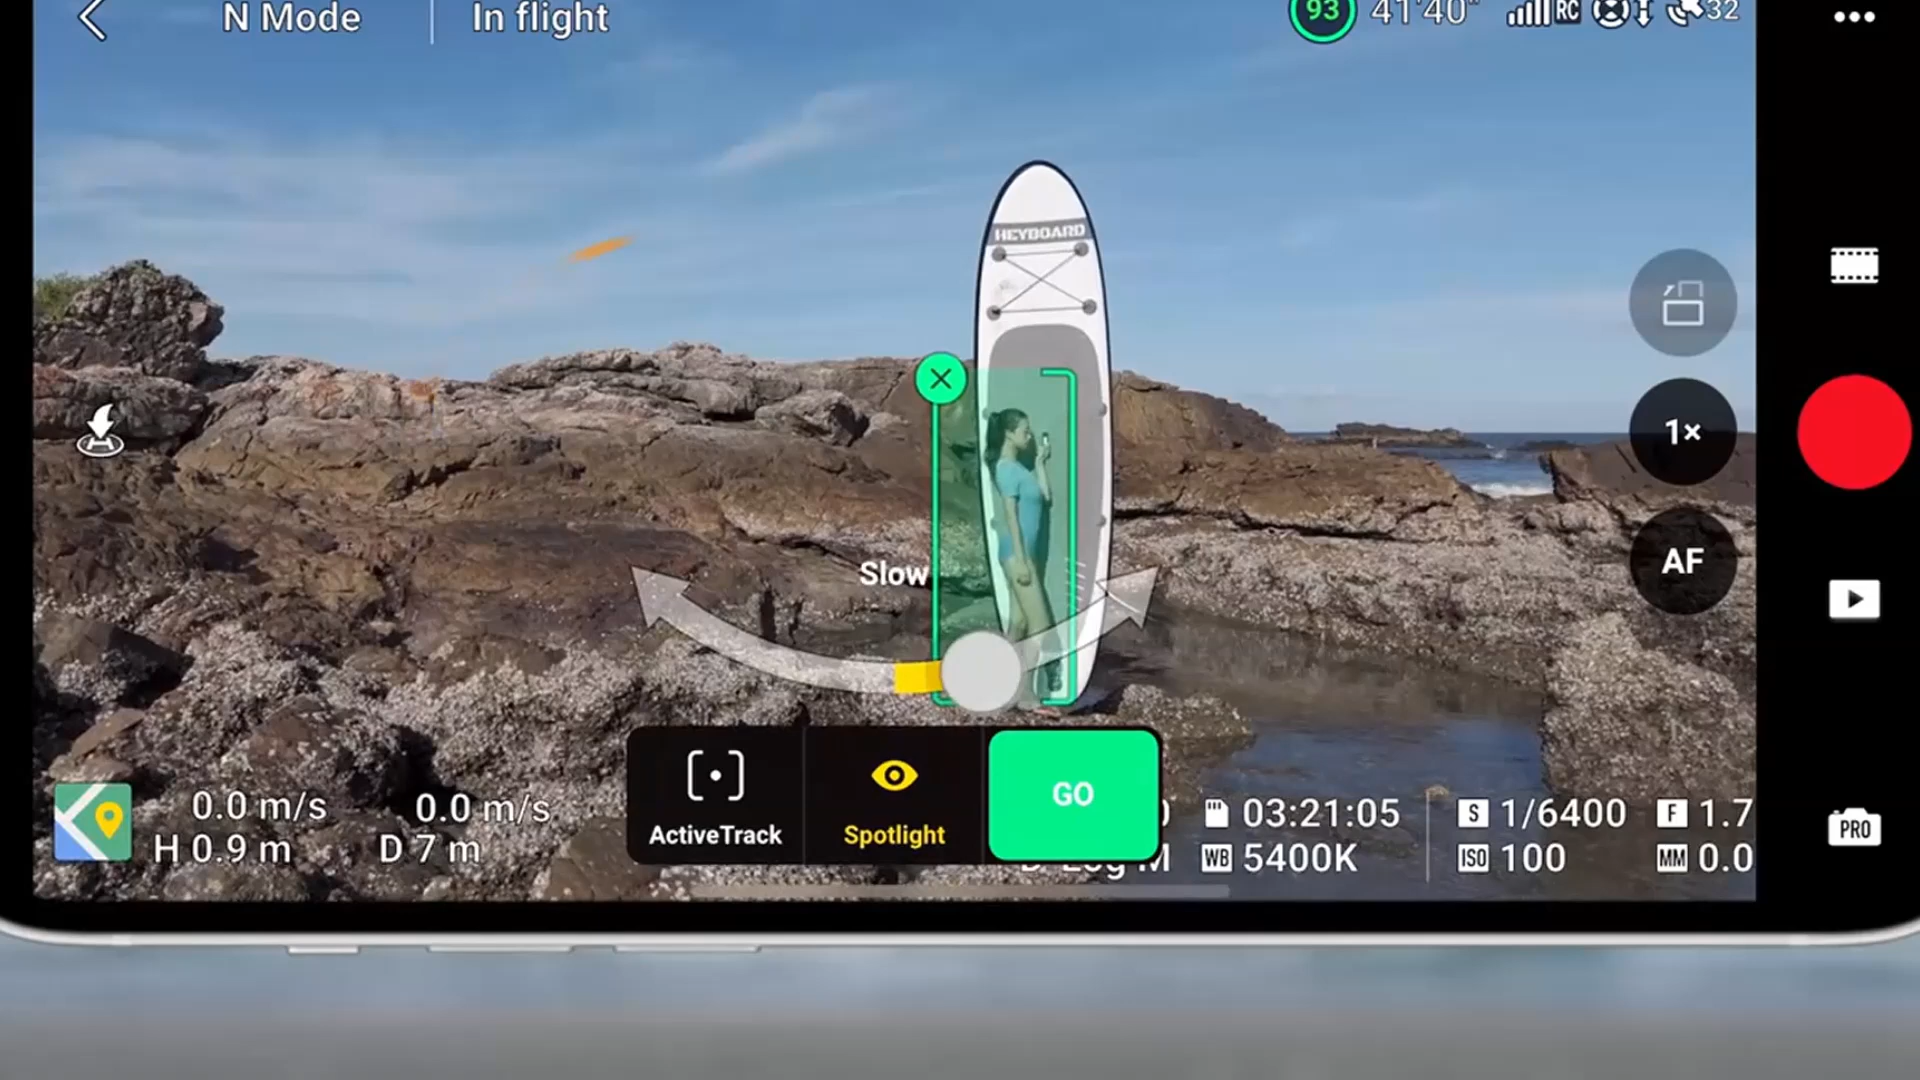 N Mode
In flight
93
41'40"
RC
32
HEYBOARD
1×
AF
Slow
ActiveTrack
Spotlight
GO
0.0 m/s
0.0 m/s
H 0.9 m
D 7 m
03:21:05
S 1/6400
F 1.7
WB 5400K
ISO 100
MM 0.0
PRO